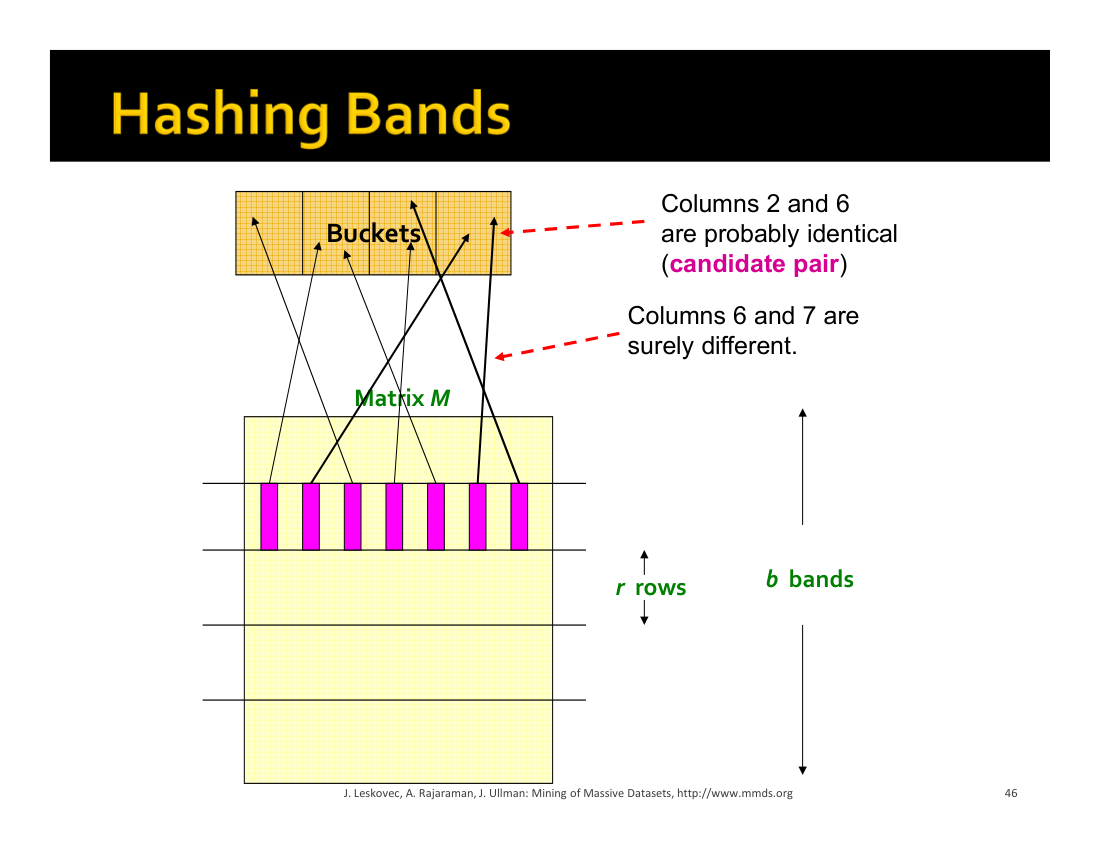 Hashing Bands
Columns 2 and 6
are probably identical
(candidate pair)
Buckets
Columns 6 and 7 are
surely different.
Matrix M
r rows
b bands
J. Leskovec, A. Rajaraman, J. Ullman: Mining of Massive Datasets, http://www.mmds.org
46